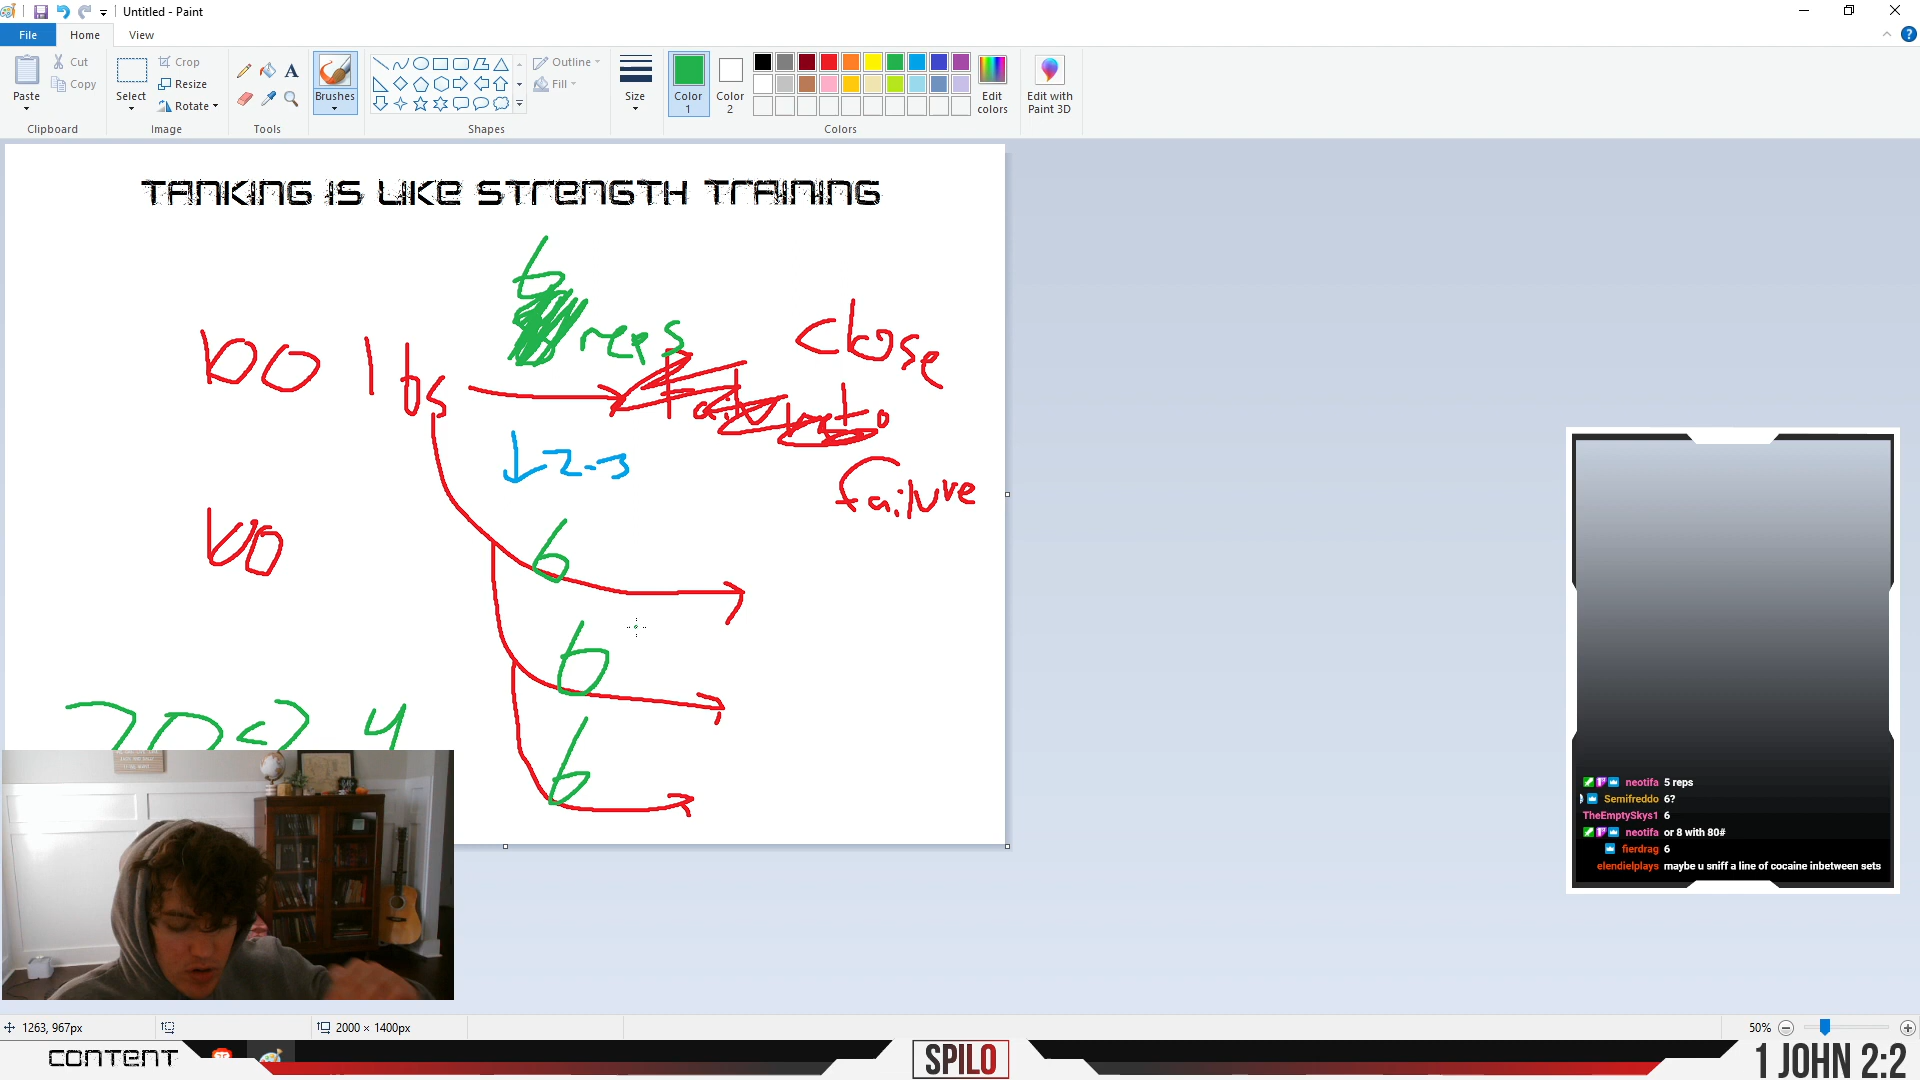 Untitled - Paint
File Home View
Paste
Cut
Copy
Clipboard
Select
Crop
Resize
Rotate
Image
Tools
Brushes
Shapes
Outline
Fill
Size
Color 1
Color 2
Colors
Edit colors
Edit with Paint 3D
TANKING IS LIKE STRENGTH TRAINING
6
reps
100 lbs
close
to
failure
↓2-3
6
100
6
6
neotifa 5 reps
Semifreddo 6?
TheEmptySkys1 6
neotifa or 8 with 80#
fierdrag 6
elendielplays maybe u sniff a line of cocaine inbetween sets
1263, 967px
2000 × 1400px
50%
CONTENT
SPILO
1 JOHN 2:2